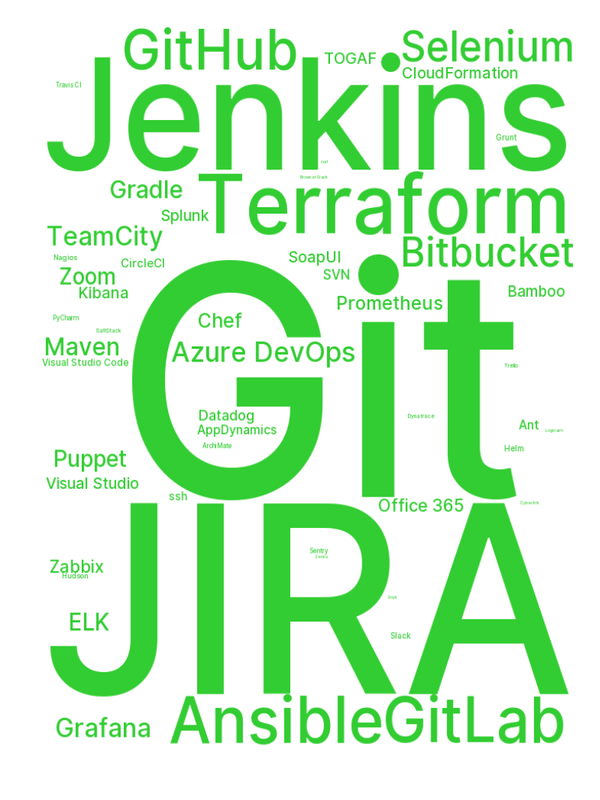 GitHub
TOGAF
Selenium
CloudFormation
Jenkins
Travis CI
Grunt
Gradle
Terraform
Splunk
TeamCity
Bitbucket
Nagios
CircleCI
SoapUI
SVN
Zoom
Kibana
Bamboo
Prometheus
PyCharm
SaltStack
Chef
Maven
Azure DevOps
Visual Studio Code
Git
Trello
Datadog
Dynatrace
AppDynamics
Ant
ArchiMate
Helm
Puppet
Visual Studio
ssh
Office 365
JIRA
Sentry
Zabbix
Hudson
ELK
Slack
Grafana
Ansible
GitLab